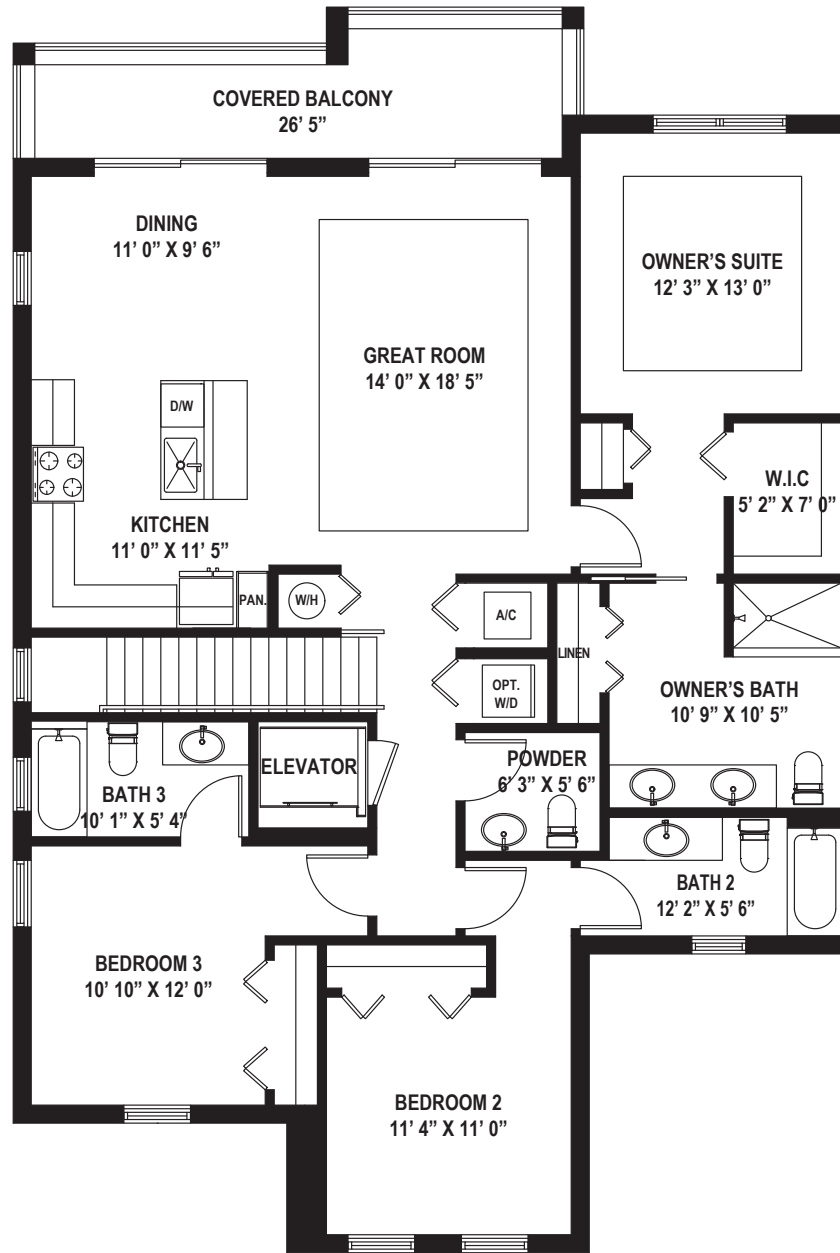 COVERED BALCONY
26’ 5”
DINING
11’ 0” X 9’ 6”
OWNER’S SUITE
12’ 3” X 13’ 0”
GREAT ROOM
14’ 0” X 18’ 5”
D/W
W.I.C
5’ 2” X 7’ 0”
KITCHEN
11’ 0” X 11’ 5”
PAN.
W/H
A/C
LINEN
OPT.
W/D
OWNER’S BATH
10’ 9” X 10’ 5”
ELEVATOR
POWDER
6’ 3” X 5’ 6”
BATH 3
10’ 1” X 5’ 4”
BATH 2
12’ 2” X 5’ 6”
BEDROOM 3
10’ 10” X 12’ 0”
BEDROOM 2
11’ 4” X 11’ 0”